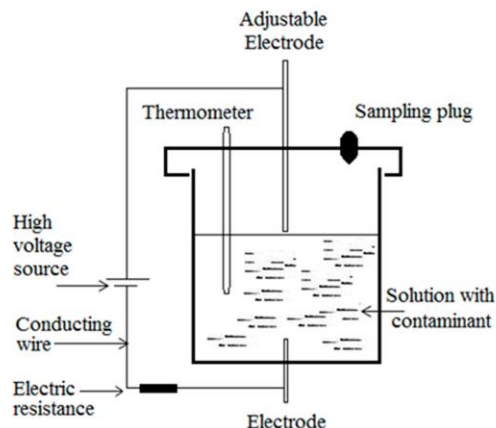 Adjustable
Electrode
Thermometer
Sampling plug
High
voltage
source
Solution with
contaminant
Conducting
wire
Electric
resistance
Electrode